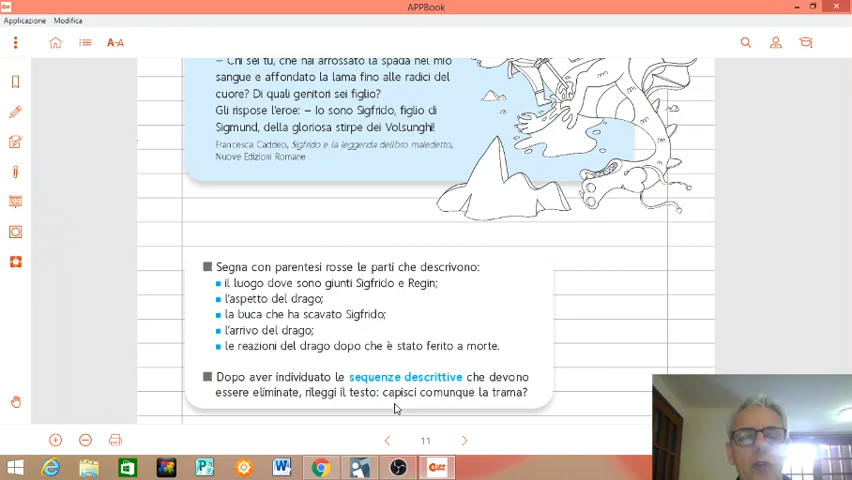 APPBook
Applicazione Modifica
A-A
– Chi sei tu, che hai arrossato la spada nel mio
sangue e affondato la lama fino alle radici del
cuore? Di quali genitori sei figlio?
Gli rispose l'eroe: – Io sono Sigfrido, figlio di
Sigmund, della gloriosa stirpe dei Volsunghi!
Francesca Caddeo, Sigfrido e la leggenda dell'oro maledetto,
Nuove Edizioni Romane
Segna con parentesi rosse le parti che descrivono:
il luogo dove sono giunti Sigfrido e Regin;
l'aspetto del drago;
la buca che ha scavato Sigfrido;
l'arrivo del drago;
le reazioni del drago dopo che è stato ferito a morte.
Dopo aver individuato le sequenze descrittive che devono
essere eliminate, rileggi il testo: capisci comunque la trama?
11